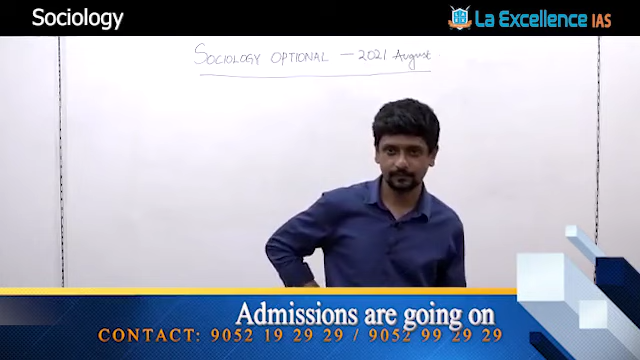 Sociology
La Excellence IAS
SOCIOLOGY OPTIONAL — 2021 August
Admissions are going on
CONTACT: 9052 19 29 29 / 9052 99 29 29